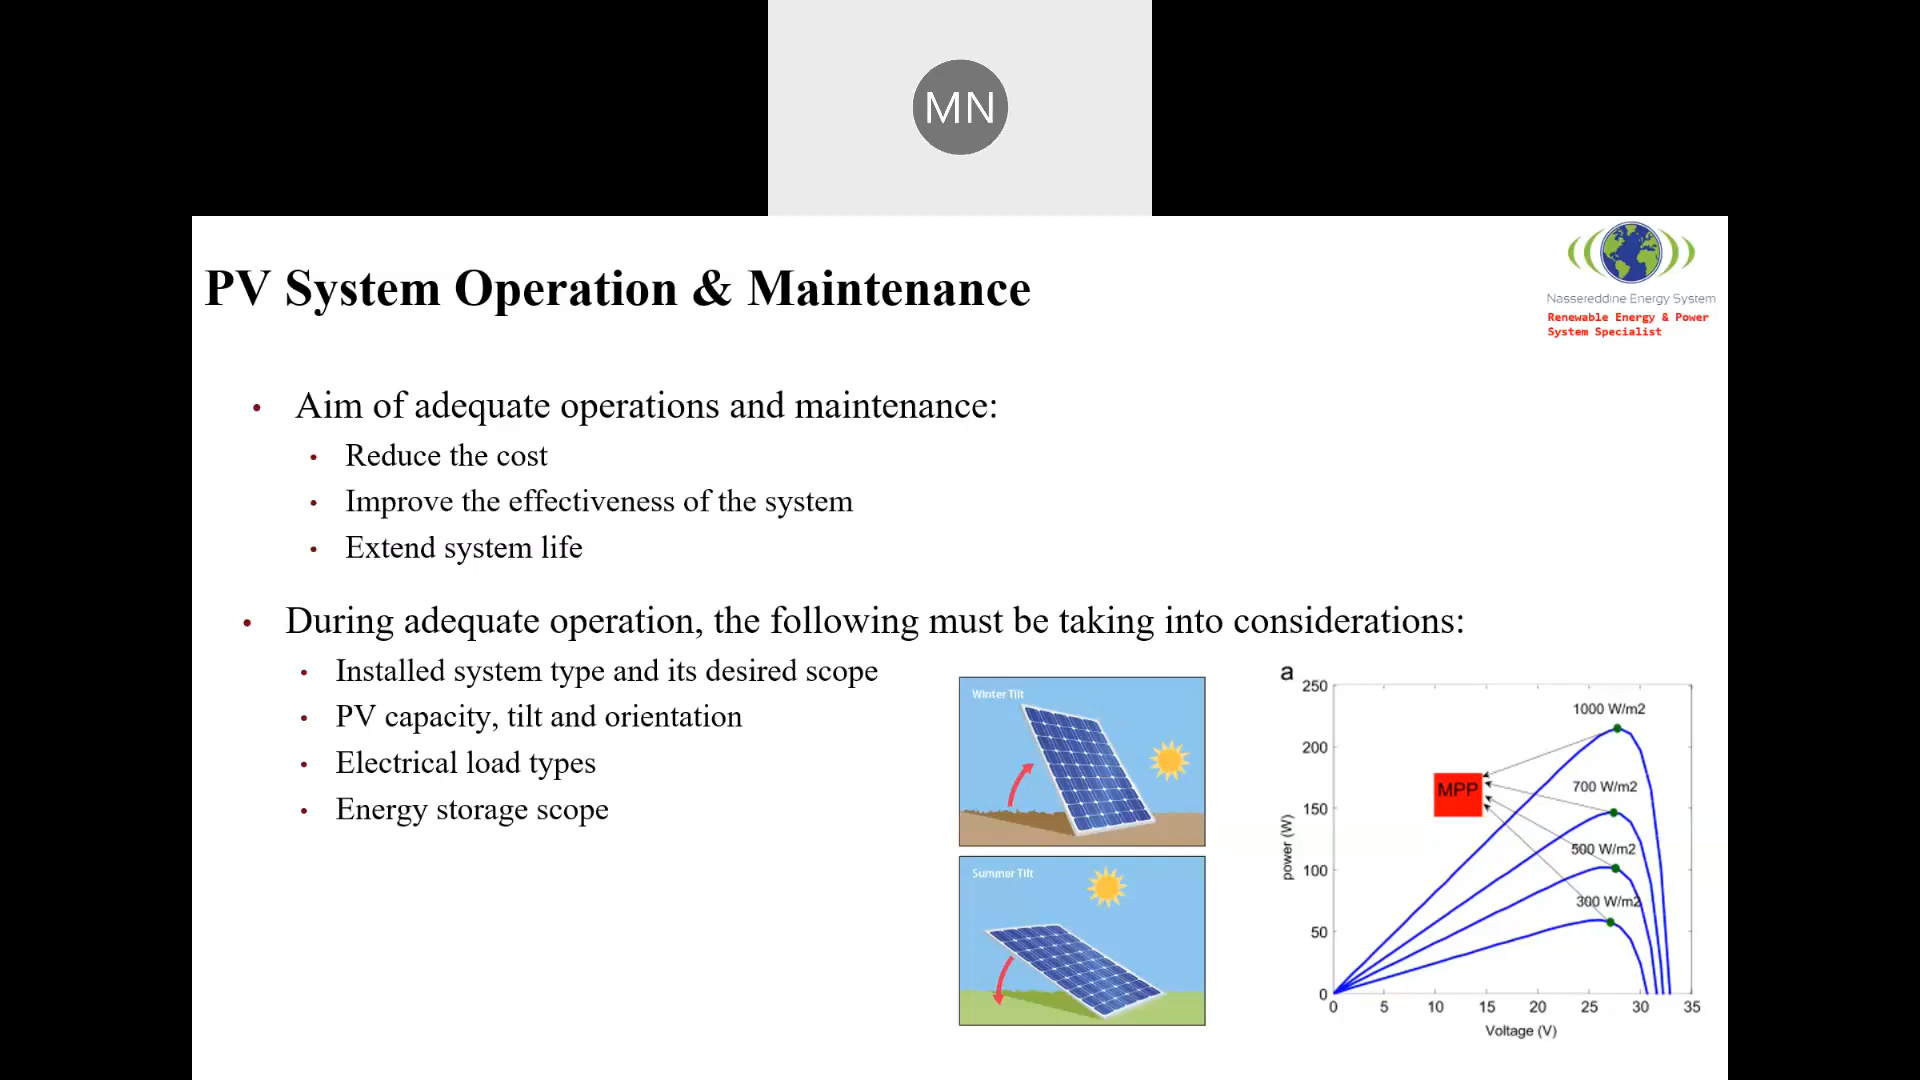 MN
Nassereddine Energy System
Renewable Energy & Power
System Specialist
PV System Operation & Maintenance
• Aim of adequate operations and maintenance:
• Reduce the cost
• Improve the effectiveness of the system
• Extend system life
• During adequate operation, the following must be taking into considerations:
• Installed system type and its desired scope
• PV capacity, tilt and orientation
• Electrical load types
• Energy storage scope
Winter Tilt
Summer Tilt
a
250
200
150
100
50
0
power (W)
1000 W/m2
700 W/m2
500 W/m2
300 W/m2
MPP
0 5 10 15 20 25 30 35
Voltage (V)